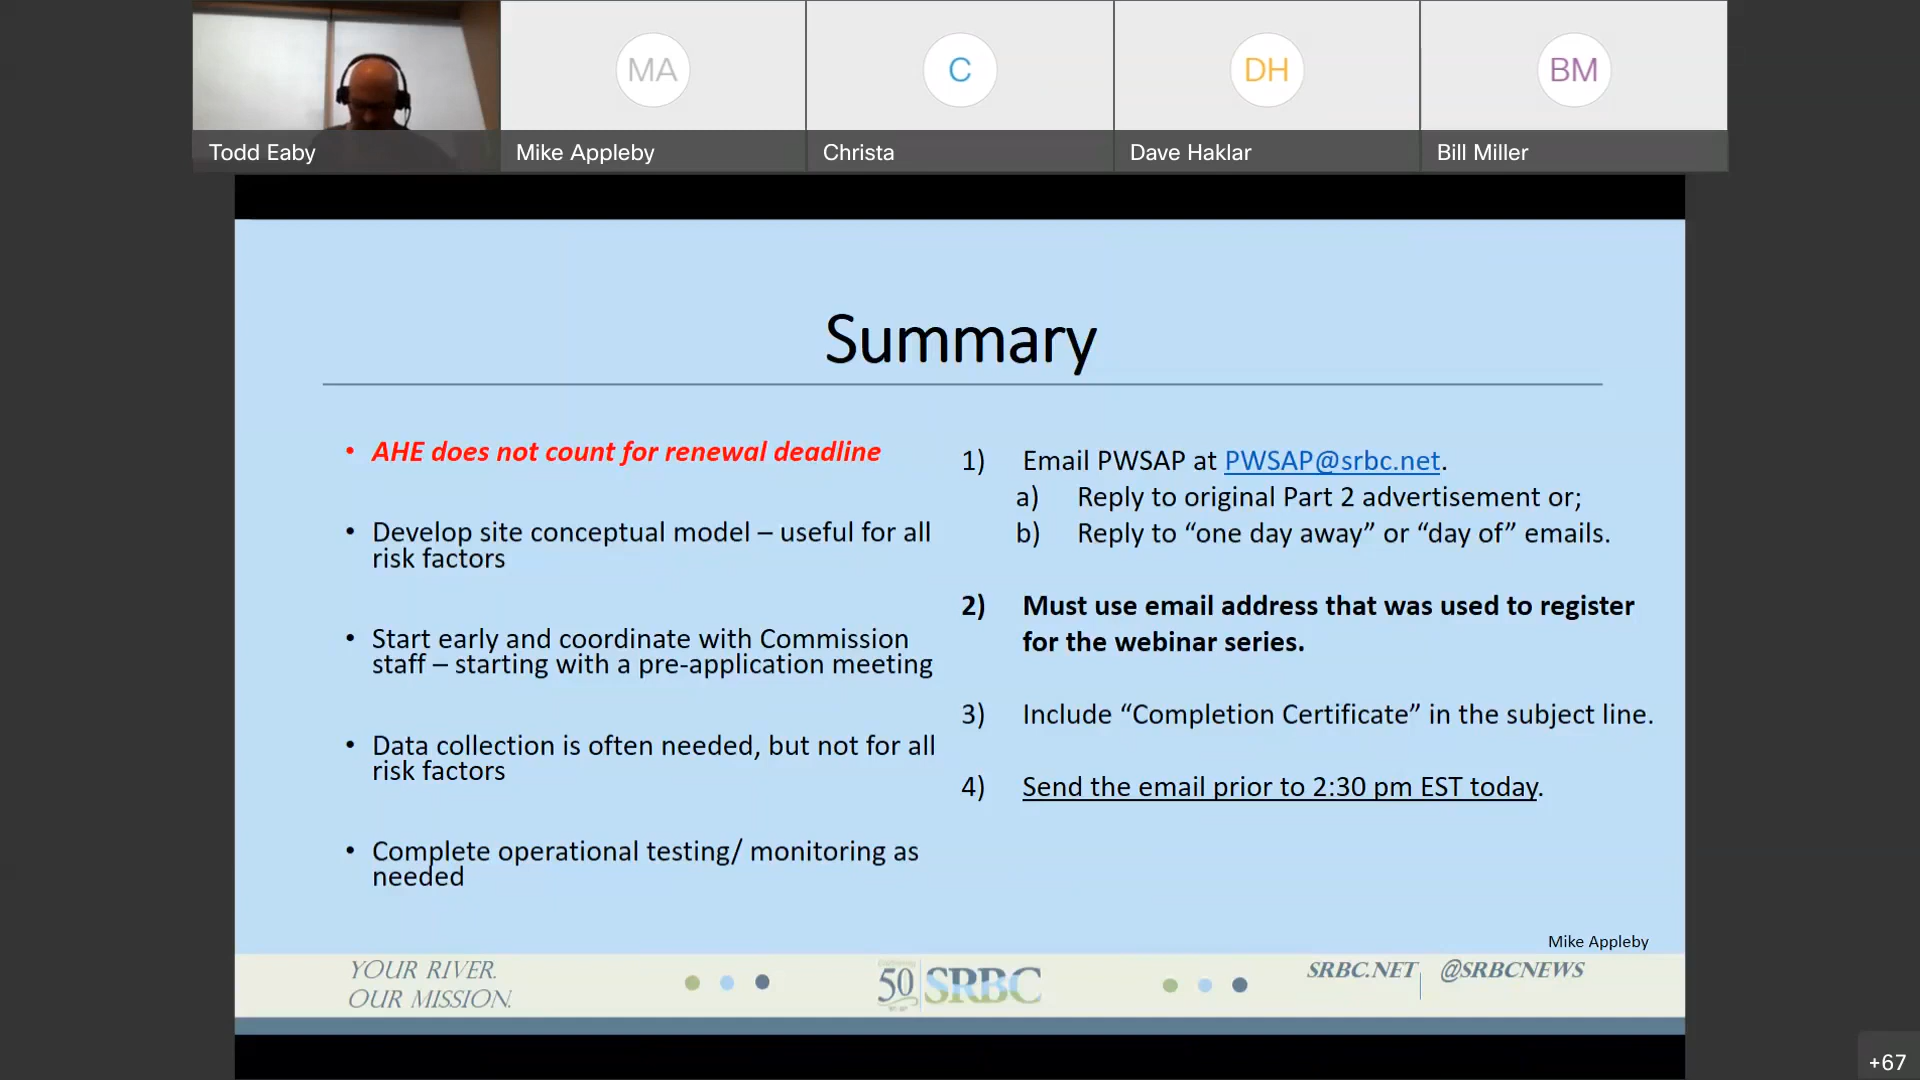 MA
C
DH
BM
Todd Eaby
Mike Appleby
Christa
Dave Haklar
Bill Miller
Summary
• AHE does not count for renewal deadline
• Develop site conceptual model – useful for all
risk factors
• Start early and coordinate with Commission
staff – starting with a pre-application meeting
• Data collection is often needed, but not for all
risk factors
• Complete operational testing/ monitoring as
needed
1) Email PWSAP at PWSAP@srbc.net.
a) Reply to original Part 2 advertisement or;
b) Reply to “one day away” or “day of” emails.
2) Must use email address that was used to register
for the webinar series.
3) Include “Completion Certificate” in the subject line.
4) Send the email prior to 2:30 pm EST today.
Mike Appleby
YOUR RIVER.
OUR MISSION.
50 SRBC
SRBC.NET
@SRBCNEWS
+67